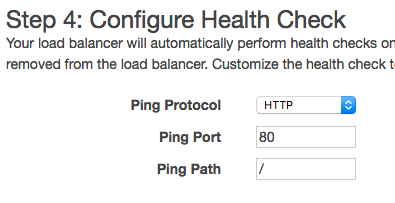 Step 4: Configure Health Check
Your load balancer will automatically perform health checks on
removed from the load balancer. Customize the health check
Ping Protocol HTTP
Ping Port 80
Ping Path /